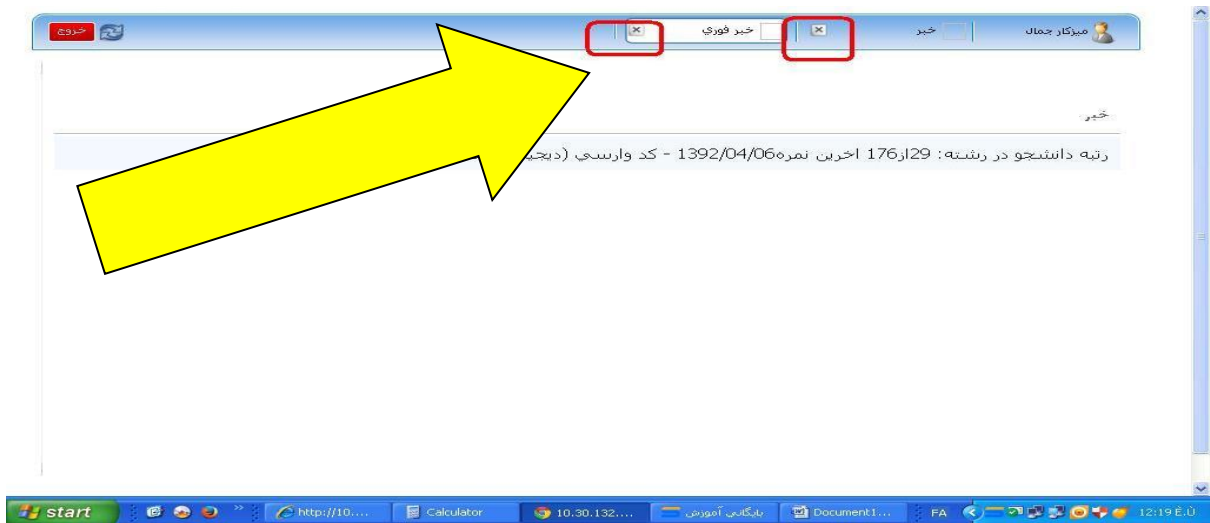 ميزكار جمال خبر خبر فوري خروج
خبر
رتبه دانشجو در رشته: 29از176 اخرين نمره1392/04/06 - كد وارسي (ديجي
start http://10.... Calculator 10.30.132.... بايگاني آموزش Document1... FA 12:19 È.Ù